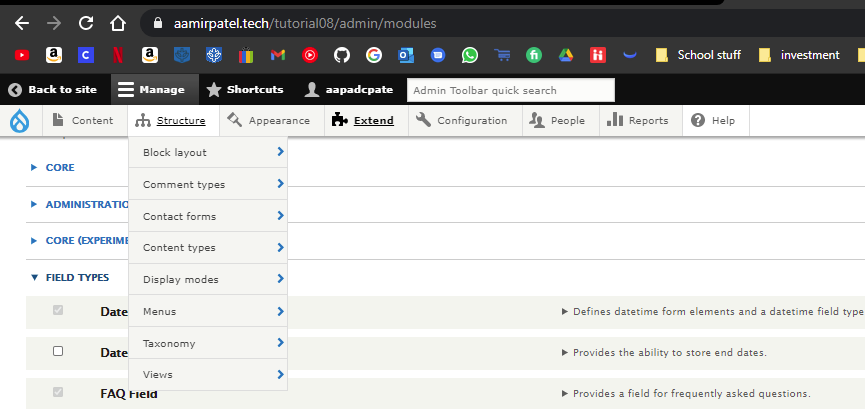 aamirpatel.tech/tutorial08/admin/modules
School stuff
investment
Back to site
Manage
Shortcuts
aapadcpate
Admin Toolbar quick search
Content
Structure
Appearance
Extend
Configuration
People
Reports
Help
Block layout
Comment types
Contact forms
Content types
Display modes
Menus
Taxonomy
Views
CORE
ADMINISTRATIO
CORE (EXPERIME
FIELD TYPES
Date
Defines datetime form elements and a datetime field type
Date
Provides the ability to store end dates.
FAQ Field
Provides a field for frequently asked questions.